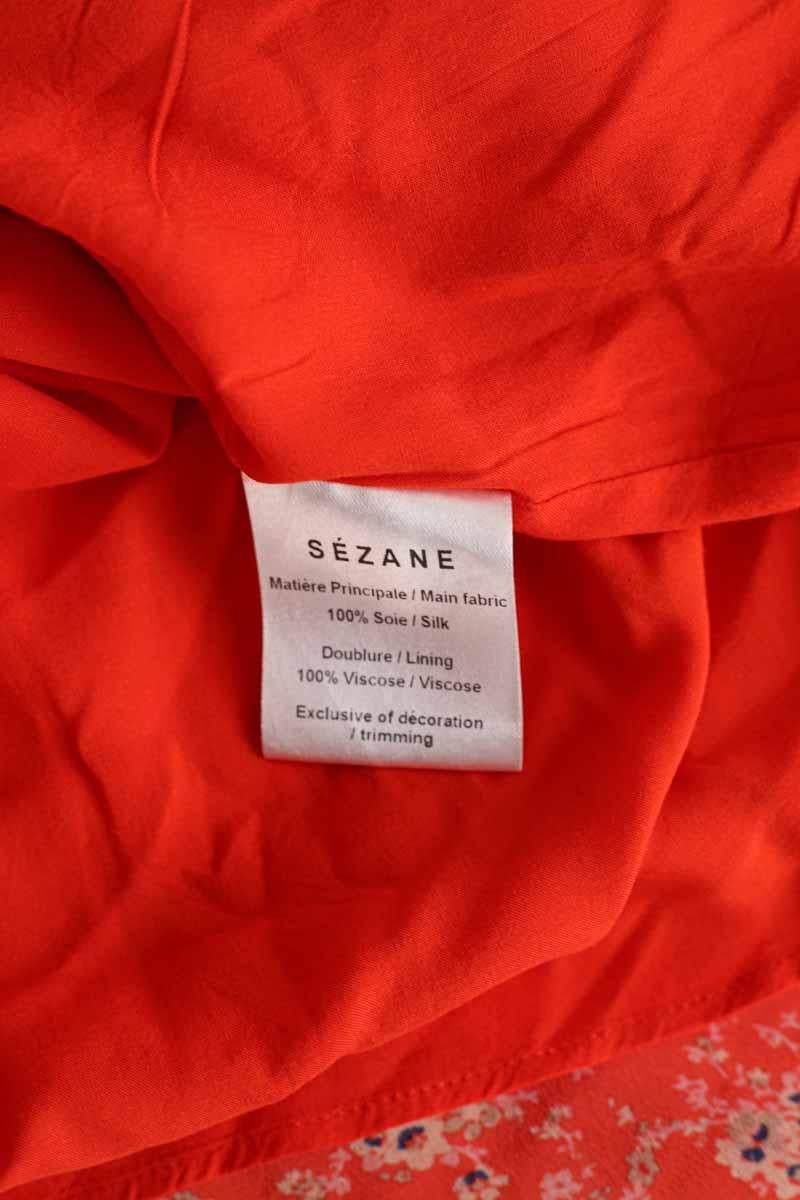 SÉZANE
Matière Principale / Main fabric
100% Soie / Silk
Doublure / Lining
100% Viscose / Viscose
Exclusive of décoration
/ trimming